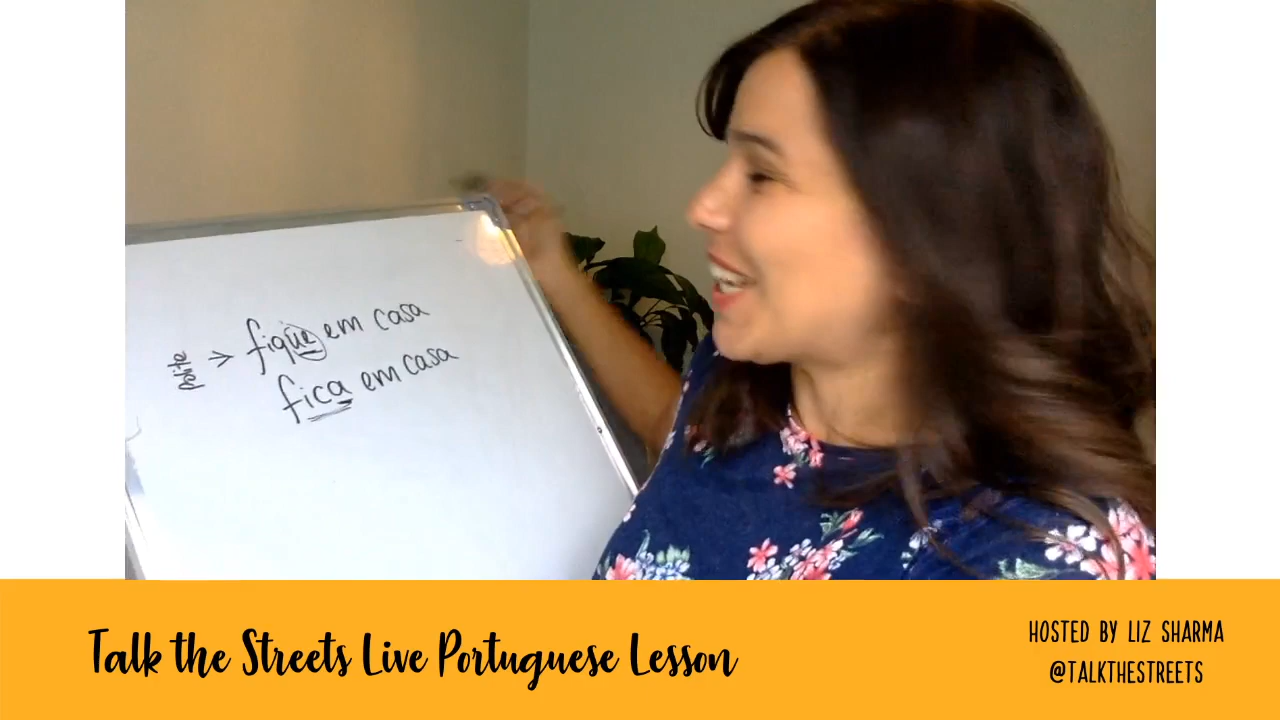 polite → fique em casa
fica em casa
Talk the Streets Live Portuguese Lesson
HOSTED BY LIZ SHARMA
@TALKTHESTREETS